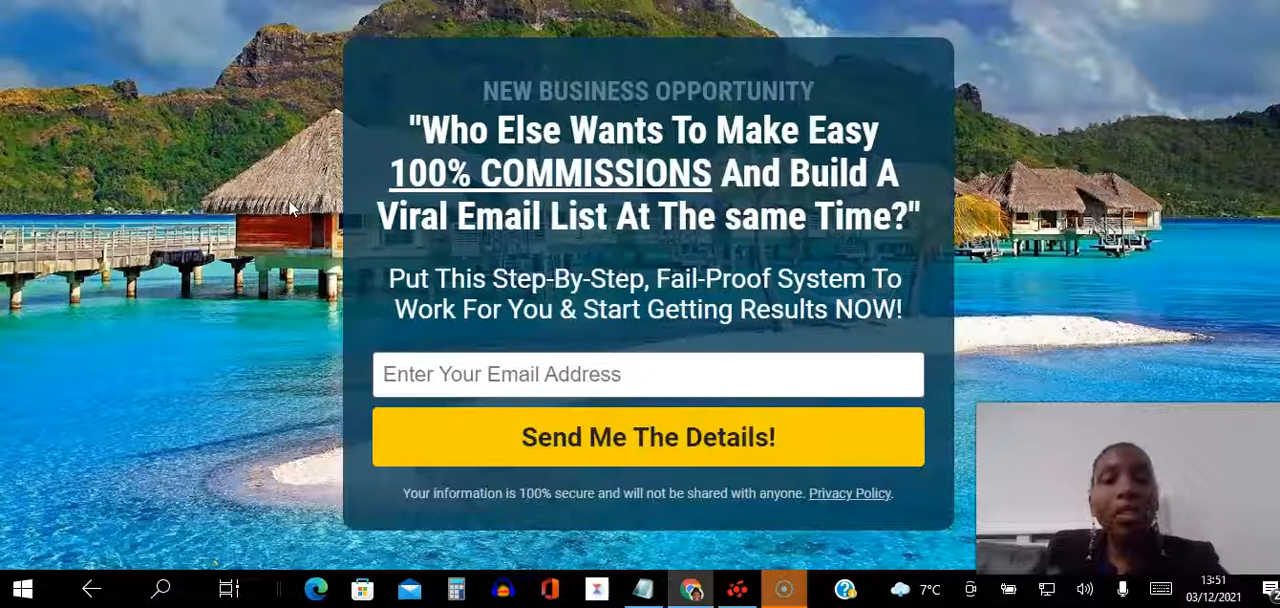 NEW BUSINESS OPPORTUNITY
"Who Else Wants To Make Easy
100% COMMISSIONS And Build A
Viral Email List At The same Time?"
Put This Step-By-Step, Fail-Proof System To
Work For You & Start Getting Results NOW!
Enter Your Email Address
Send Me The Details!
Your information is 100% secure and will not be shared with anyone. Privacy Policy.
7°C
13:51
03/12/2021